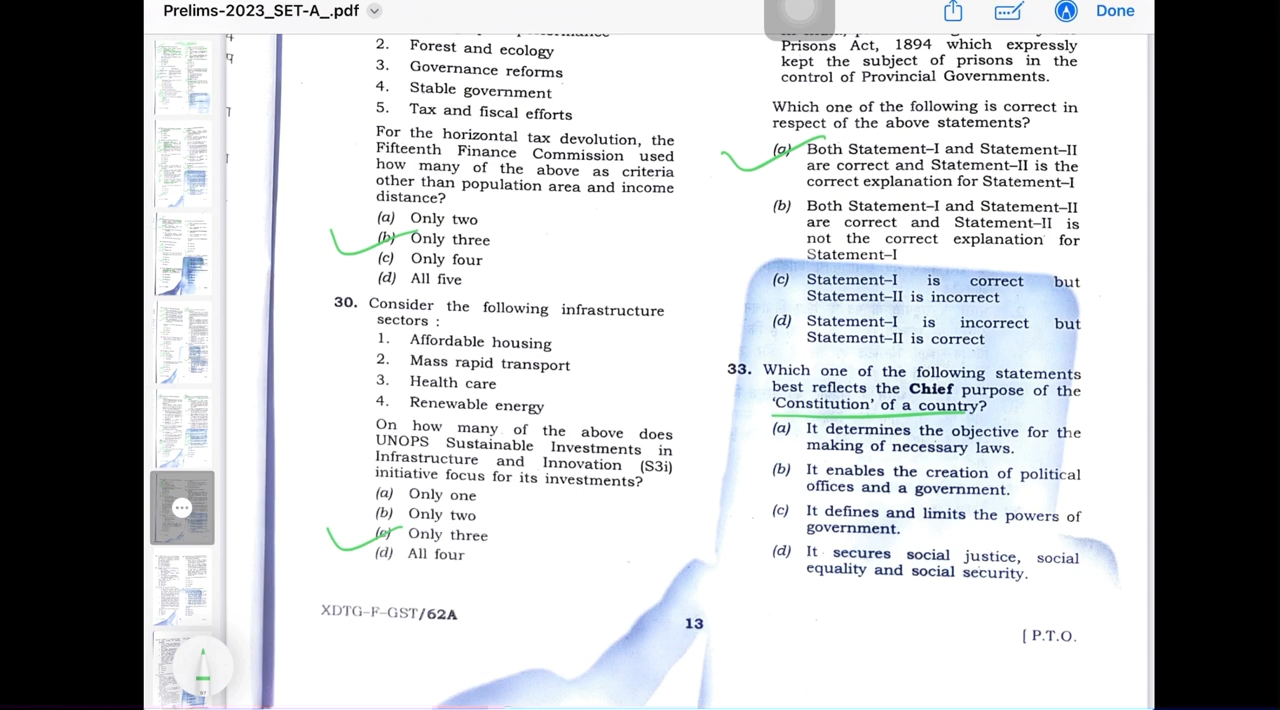 Prelims-2023_SET-A_.pdf
Done
2. Forest and ecology
3. Governance reforms
4. Stable government
5. Tax and fiscal efforts
For the horizontal tax devolution, the
Fifteenth Finance Commission used
how many of the above as criteria
other than population area and income
distance?
(a) Only two
(b) Only three
(c) Only four
(d) All five
30. Consider the following infrastructure
sectors:
Affordable housing
Mass rapid transport
3. Health care
4. Renewable energy
On how many of the above does
UNOPS Sustainable Investments in
Infrastructure and Innovation (S3i)
initiative focus for its investments?
(a) Only one
(b) Only two
(c) Only three
(d) All four
XDTG-F-GST/62A
13
Prisons Act, 1894 was expressly
kept the subject of prisons in the
control of Provincial Governments.
Which one of the following is correct in
respect of the above statements?
(a) Both Statement-I and Statement-II
are correct and Statement-II is the
correct explanation for Statement-I
(b) Both Statement-I and Statement-II
are correct and Statement-II is
not the correct explanation for
Statement-I
(c) Statement-I is correct but
Statement-II is incorrect
(d) Statement-I is incorrect but
Statement-II is correct
33. Which one of the following statements
best reflects the Chief purpose of the
'Constitution' of a country?
(a) It determines the objective for the
making of necessary laws.
(b) It enables the creation of political
offices and a government.
(c) It defines and limits the powers of
government.
(d) It secures social justice, social
equality and social security.
[ P.T.O.
97